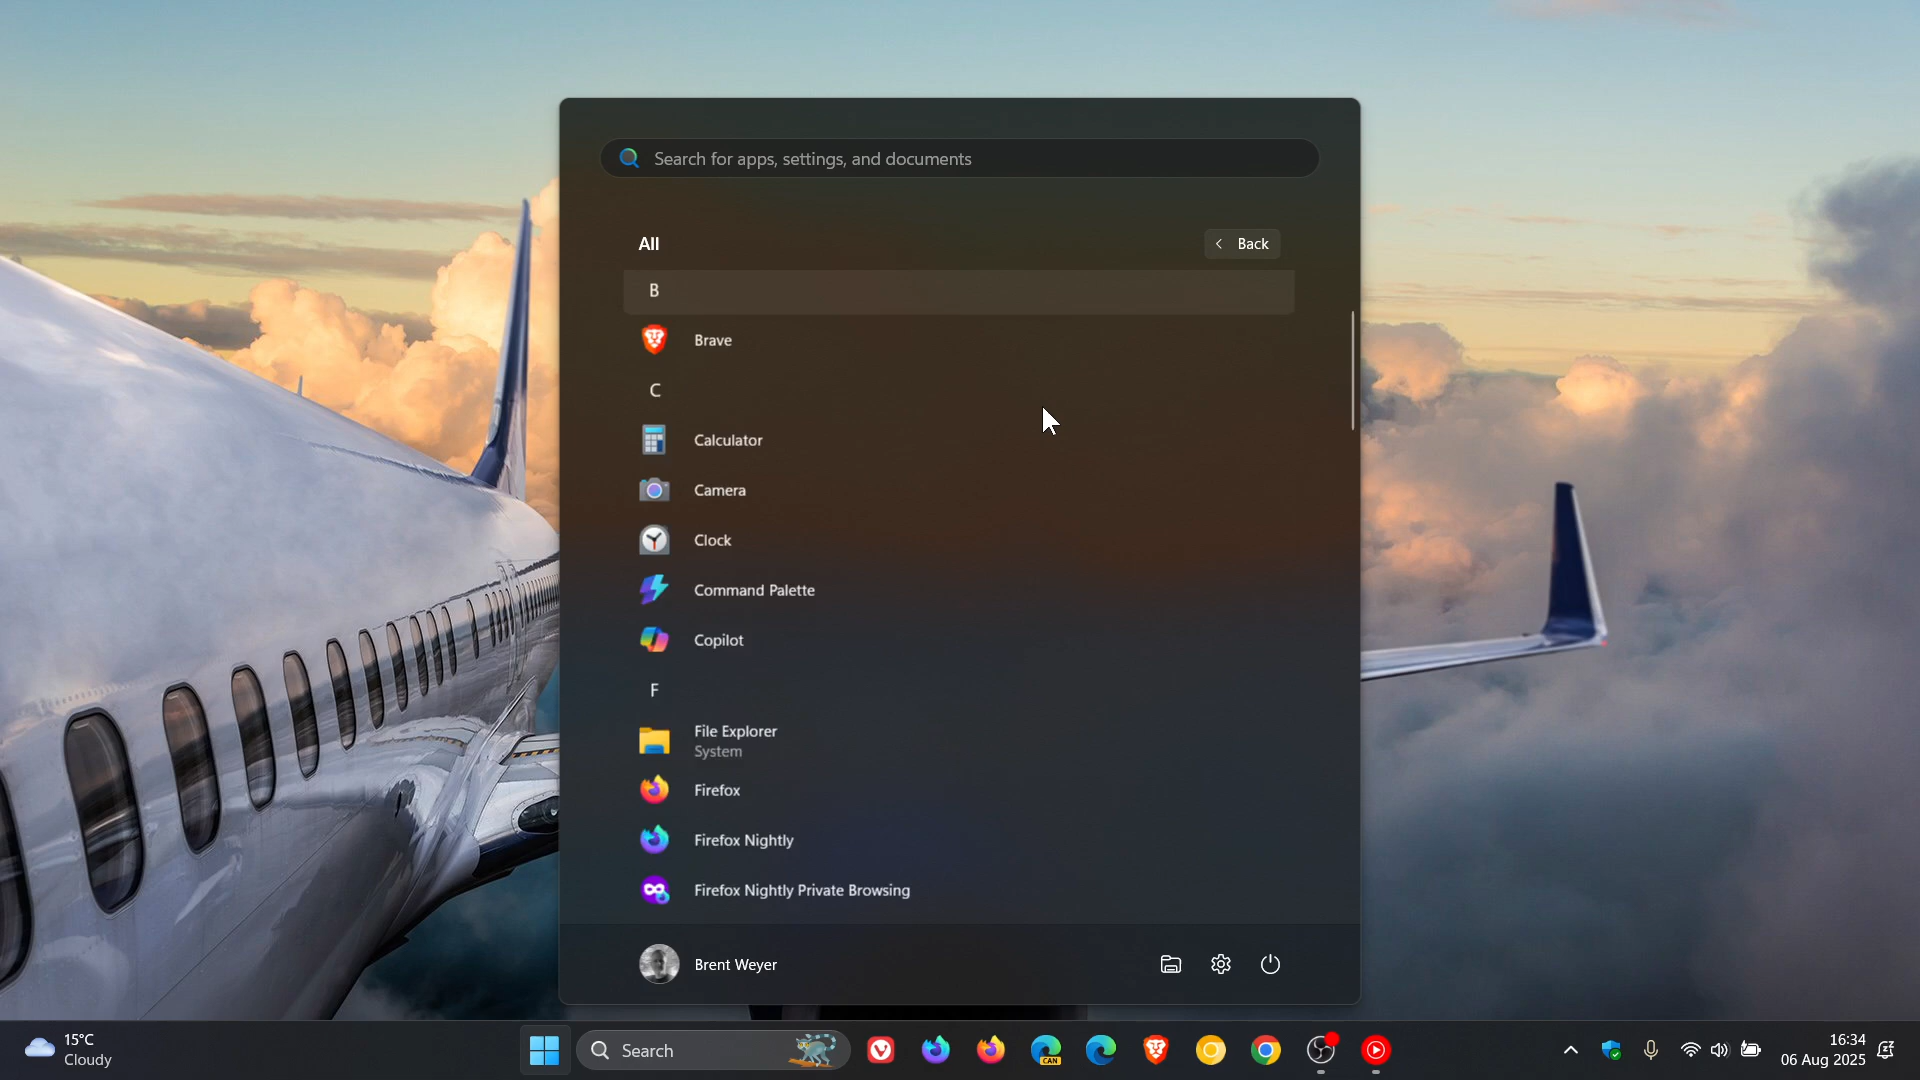 Search for apps, settings, and documents
All
Back
B
Brave
C
Calculator
Camera
Clock
Command Palette
Copilot
F
File Explorer
System
Firefox
Firefox Nightly
Firefox Nightly Private Browsing
Brent Weyer
15°C
Cloudy
Search
CAN
16:34
06 Aug 2025